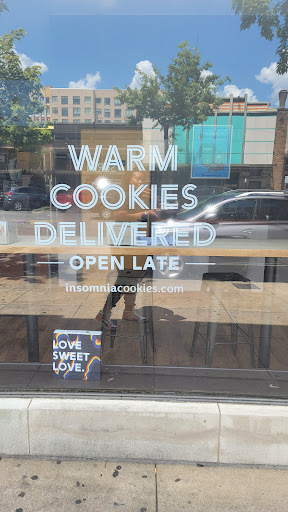 WARM
COOKIES
DELIVERED
OPEN LATE
insomniacookies.com
LOVE
SWEET
LOVE.